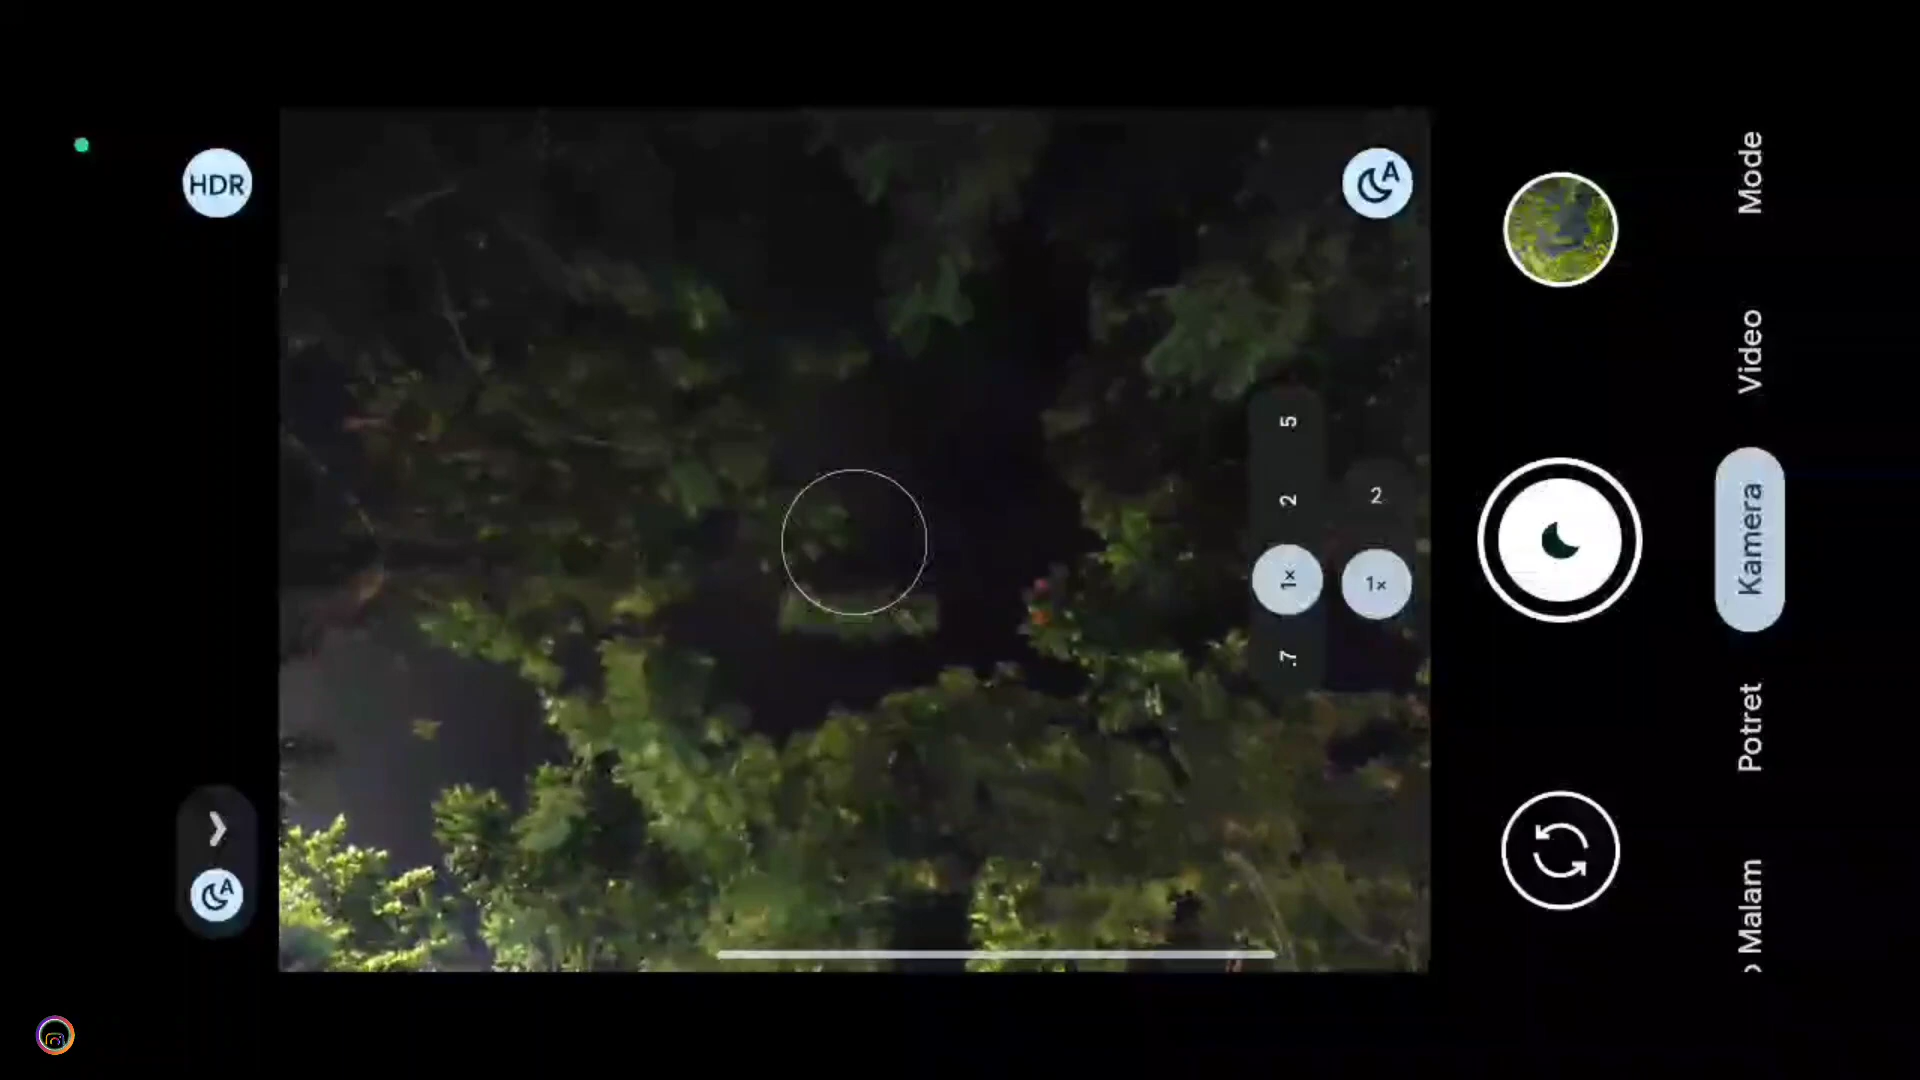 HDR
A
A
5
2
1×
.7
2
1×
Mode
Video
Kamera
Potret
Malam